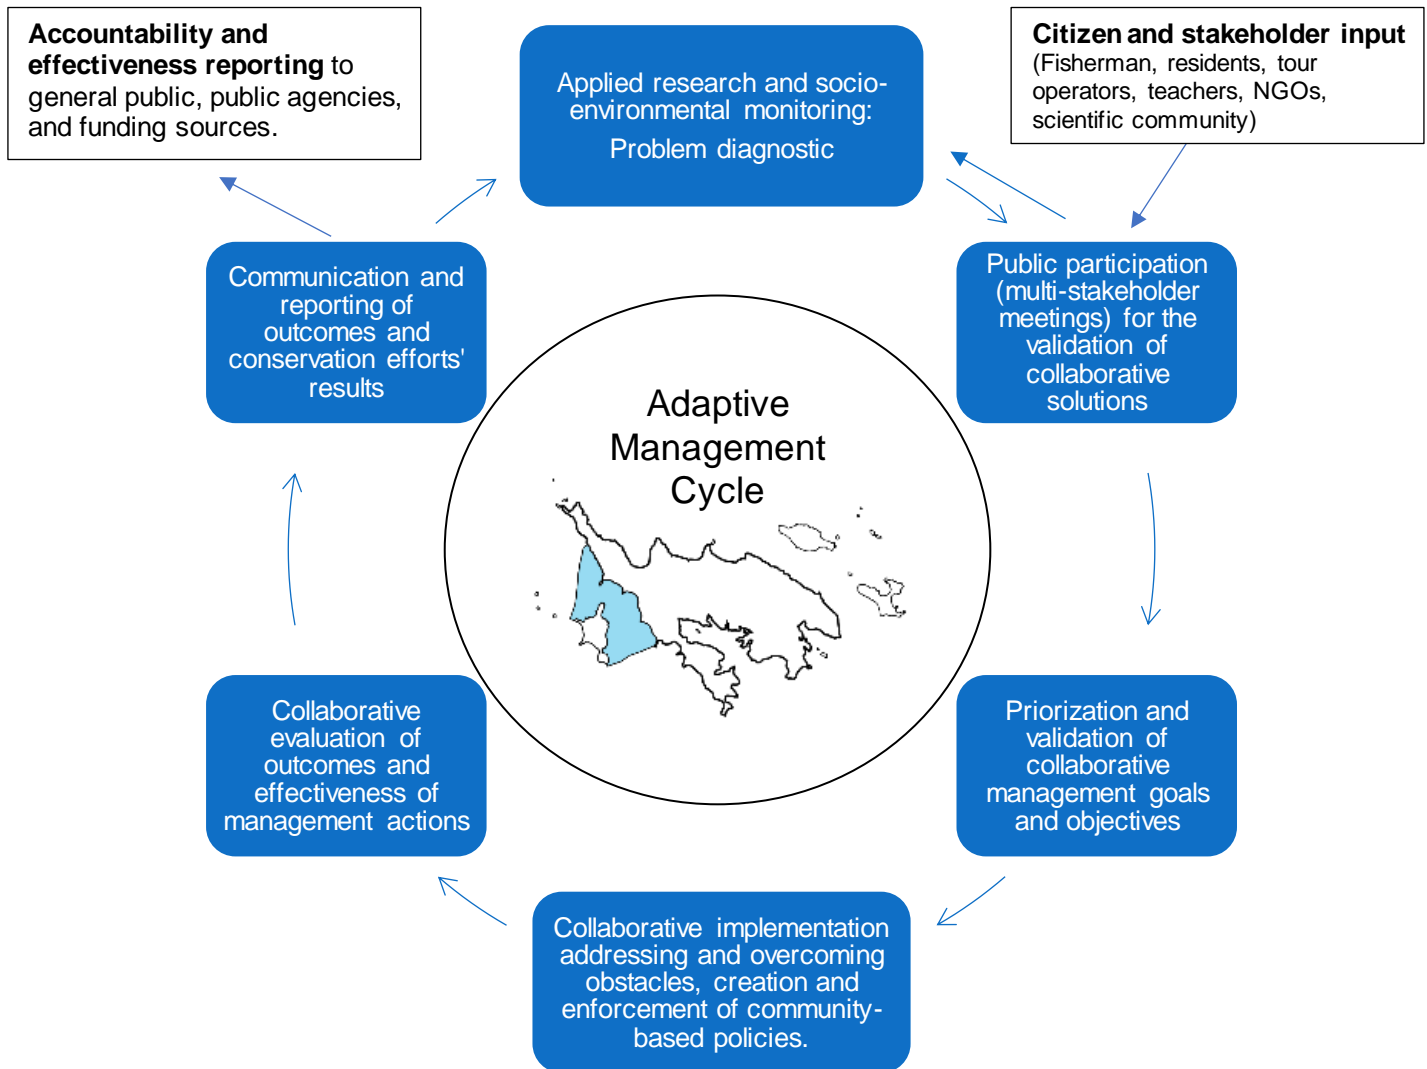 Accountability and
effectiveness reporting to
general public, public agencies,
and funding sources.
Applied research and socio-
environmental monitoring:
Problem diagnostic
Citizen and stakeholder input
(Fisherman, residents, tour
operators, teachers, NGOs,
scientific community)
Communication and
reporting of
outcomes and
conservation efforts'
results
Public participation
(multi-stakeholder
meetings) for the
validation of
collaborative
solutions
Adaptive
Management
Cycle
Collaborative
evaluation of
outcomes and
effectiveness of
management actions
Priorization and
validation of
collaborative
management goals
and objectives
Collaborative implementation
addressing and overcoming
obstacles, creation and
enforcement of community-
based policies.